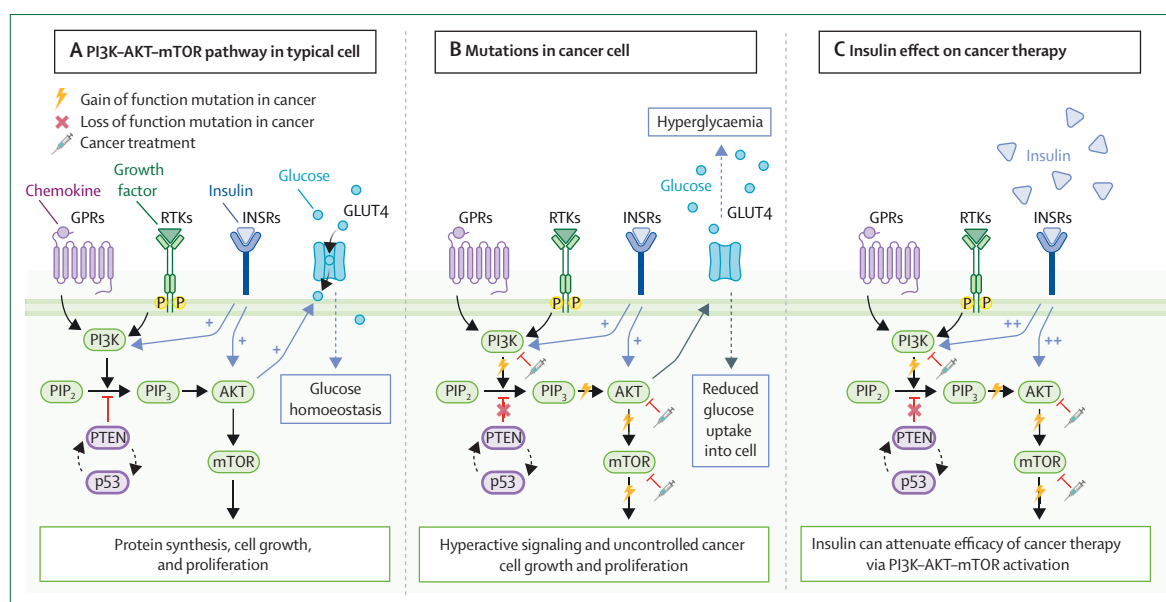 A PI3K–AKT–mTOR pathway in typical cell
Gain of function mutation in cancer
Loss of function mutation in cancer
Cancer treatment
Chemokine
Growth
factor
Insulin
Glucose
GPRs
RTKs
INSRs
GLUT4
P P
+
+
+
PI3K
PIP2
PIP3
AKT
Glucose
homoeostasis
PTEN
p53
mTOR
Protein synthesis, cell growth,
and proliferation
B Mutations in cancer cell
Hyperglycaemia
Glucose
GPRs
RTKs
INSRs
GLUT4
P P
+
+
PI3K
PIP2
PIP3
AKT
Reduced
glucose
uptake
into cell
PTEN
p53
mTOR
Hyperactive signaling and uncontrolled cancer
cell growth and proliferation
C Insulin effect on cancer therapy
Insulin
GPRs
RTKs
INSRs
P P
++
++
PI3K
PIP2
PIP3
AKT
PTEN
p53
mTOR
Insulin can attenuate efficacy of cancer therapy
via PI3K–AKT–mTOR activation